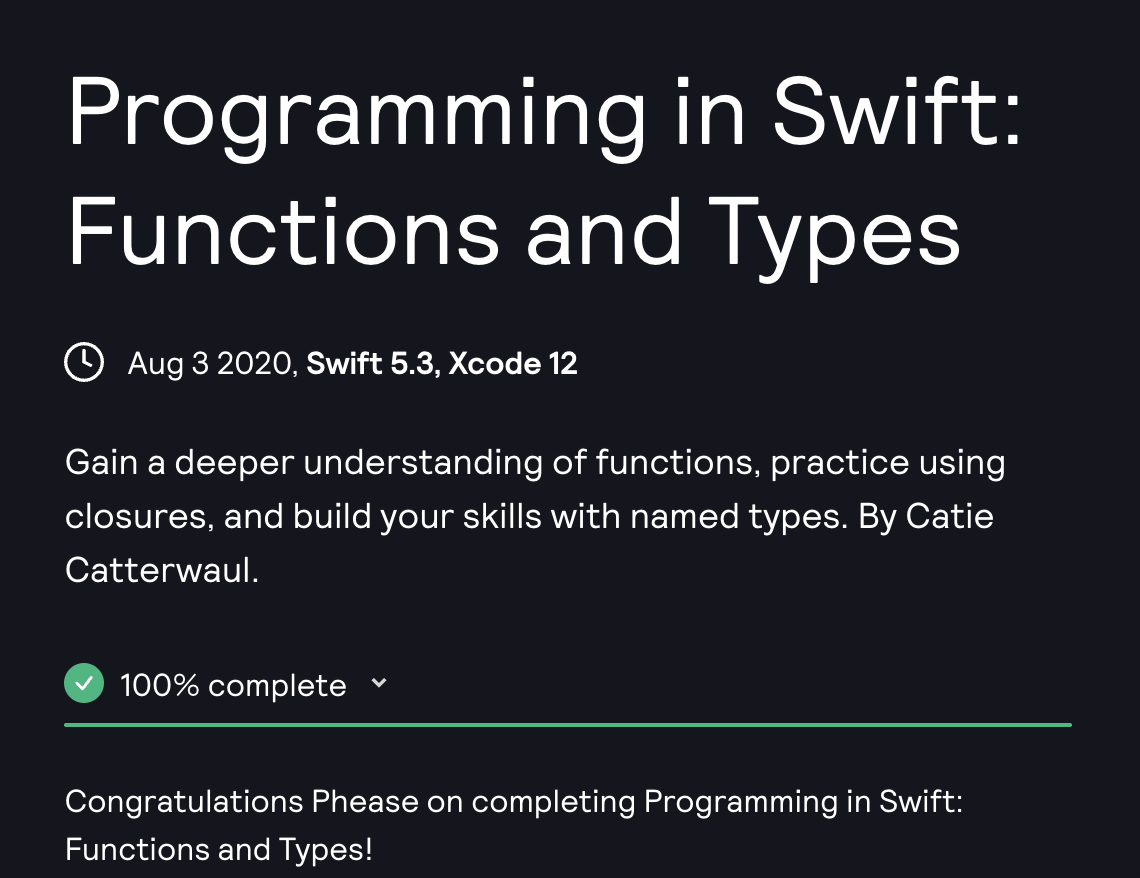 Programming in Swift:
Functions and Types
Aug 3 2020, Swift 5.3, Xcode 12
Gain a deeper understanding of functions, practice using
closures, and build your skills with named types. By Catie
Catterwaul.
100% complete
Congratulations Phease on completing Programming in Swift:
Functions and Types!